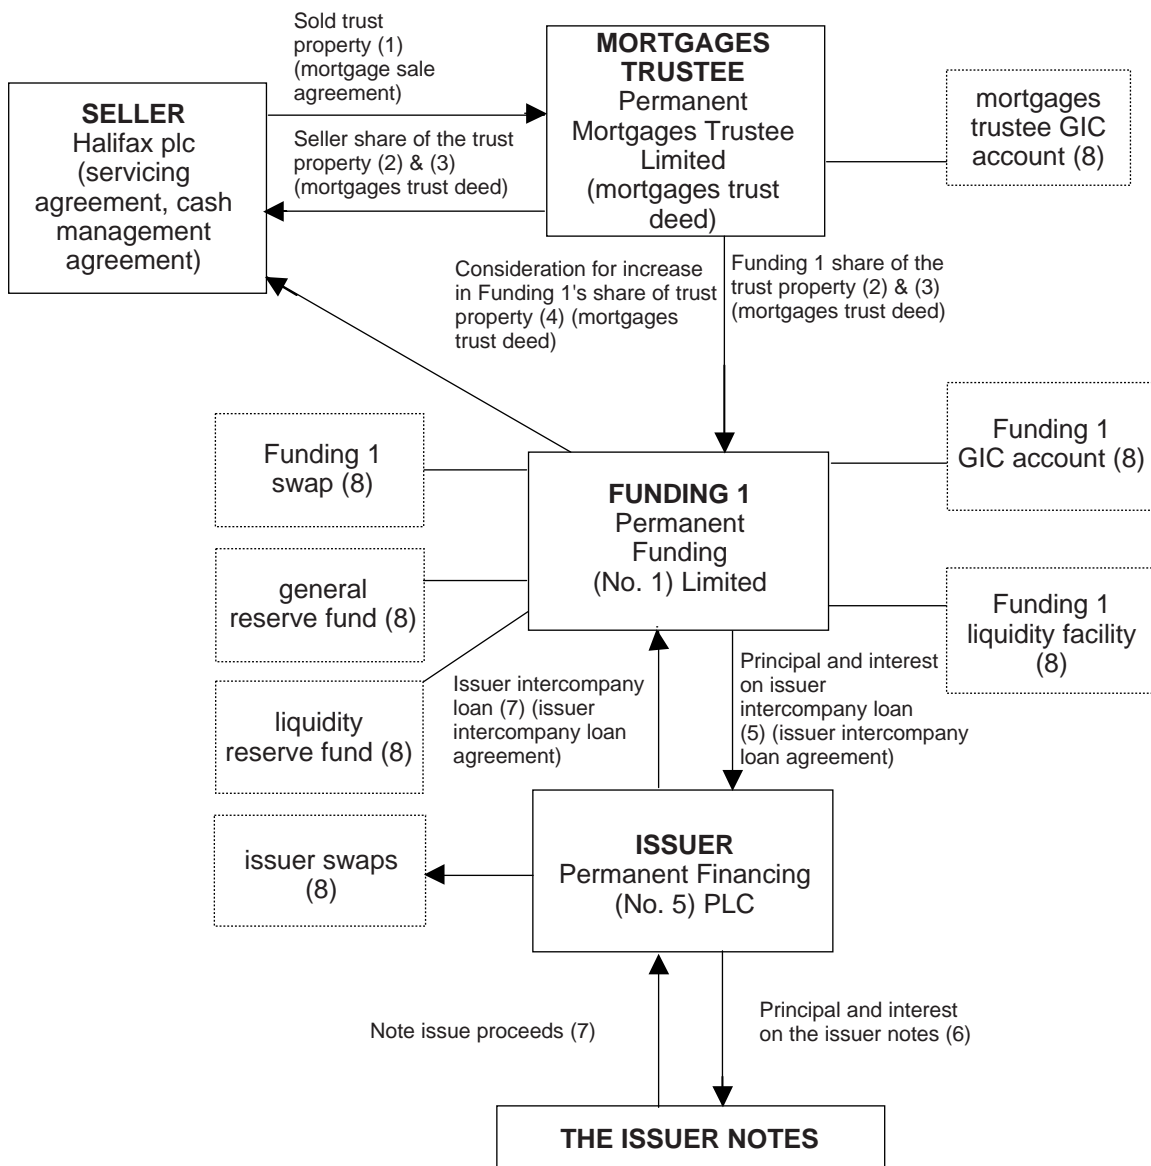 Sold trust
property (1)
(mortgage sale
agreement)
MORTGAGES
TRUSTEE
Permanent
Mortgages Trustee
Limited
(mortgages trust
deed)
mortgages
trustee GIC
account (8)
SELLER
Halifax plc
(servicing
agreement, cash
management
agreement)
Seller share of the trust
property (2) & (3)
(mortgages trust deed)
Consideration for increase
in Funding 1's share of trust
property (4) (mortgages
trust deed)
Funding 1 share of the
trust property (2) & (3)
(mortgages trust deed)
Funding 1
swap (8)
FUNDING 1
Permanent
Funding
(No. 1) Limited
Funding 1
GIC account (8)
general
reserve fund (8)
Funding 1
liquidity facility
(8)
liquidity
reserve fund (8)
Issuer intercompany
loan (7) (issuer
intercompany loan
agreement)
Principal and interest
on issuer
intercompany loan
(5) (issuer intercompany
loan agreement)
issuer swaps
(8)
ISSUER
Permanent Financing
(No. 5) PLC
Note issue proceeds (7)
Principal and interest
on the issuer notes (6)
THE ISSUER NOTES